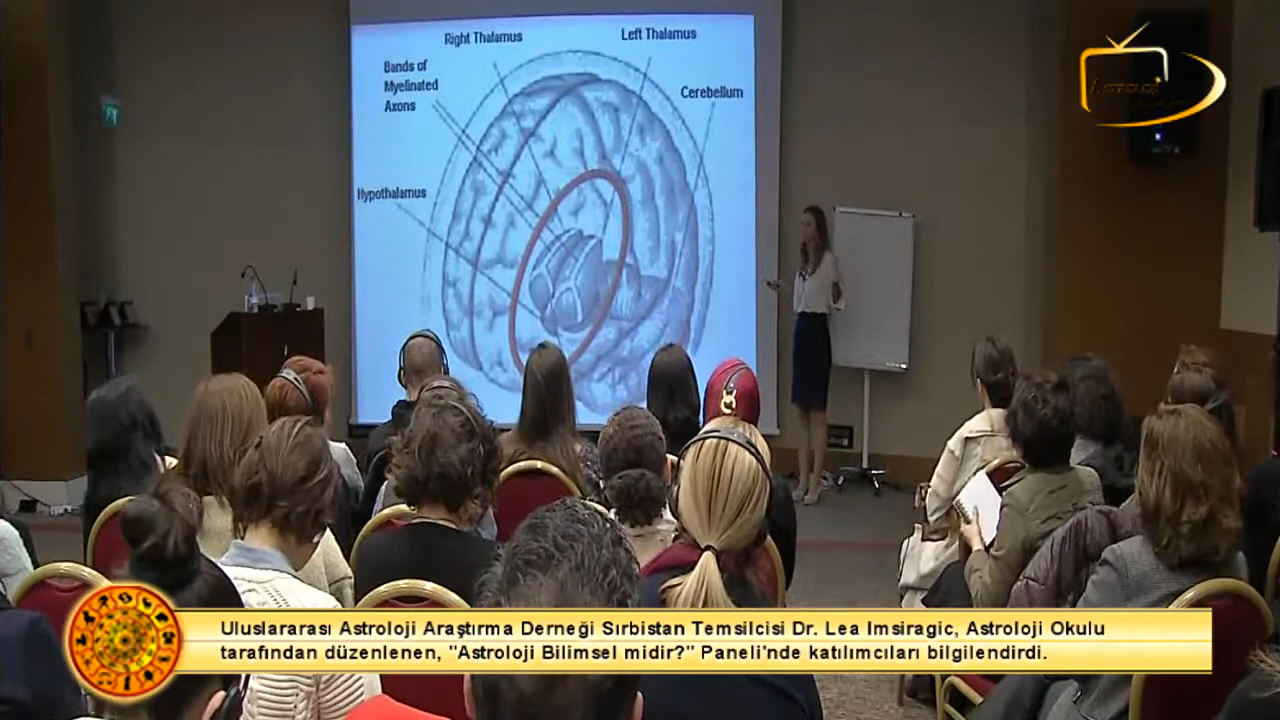 Right Thalamus
Left Thalamus
Bands of
Myelinated
Axons
Cerebellum
Hypothalamus
Uluslararası Astroloji Araştırma Derneği Sırbistan Temsilcisi Dr. Lea Imsiragic, Astroloji Okulu
tarafından düzenlenen, "Astroloji Bilimsel midir?" Paneli'nde katılımcıları bilgilendirdi.